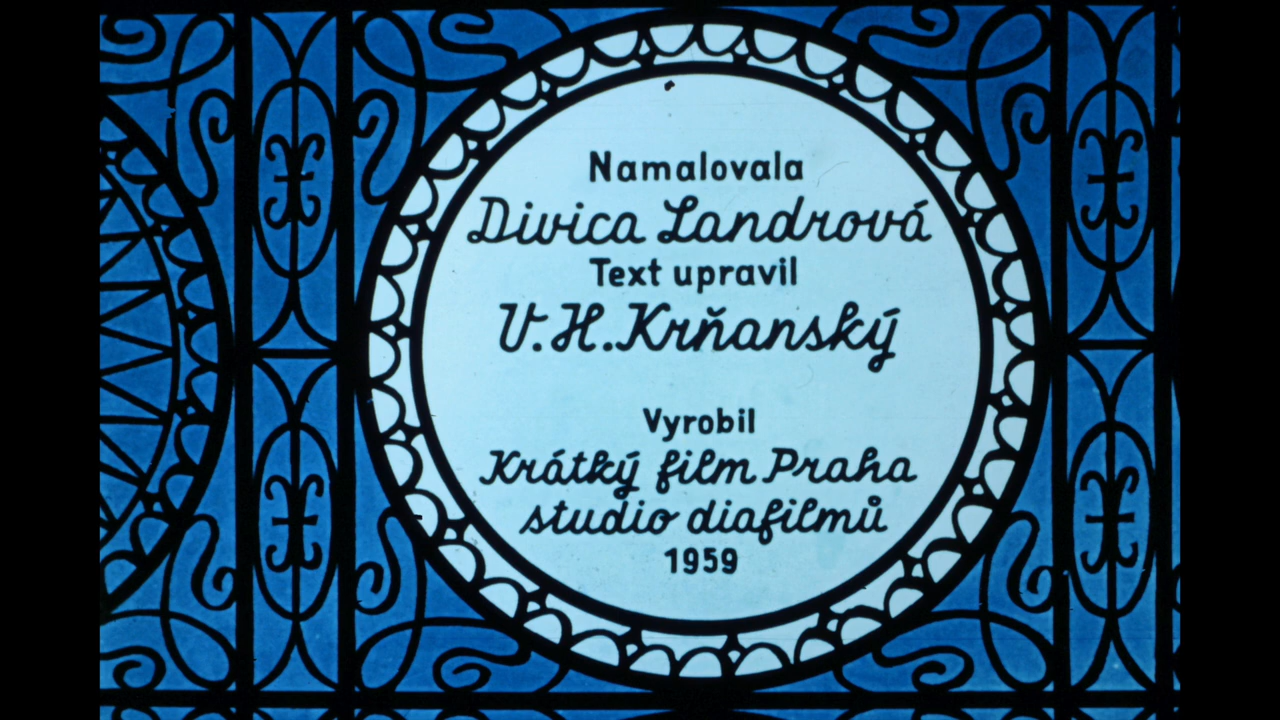 Namalovala
Divica Landrová
Text upravil
V. H. Krňanský
Vyrobil
Krátký film Praha
studio diafilmů
1959